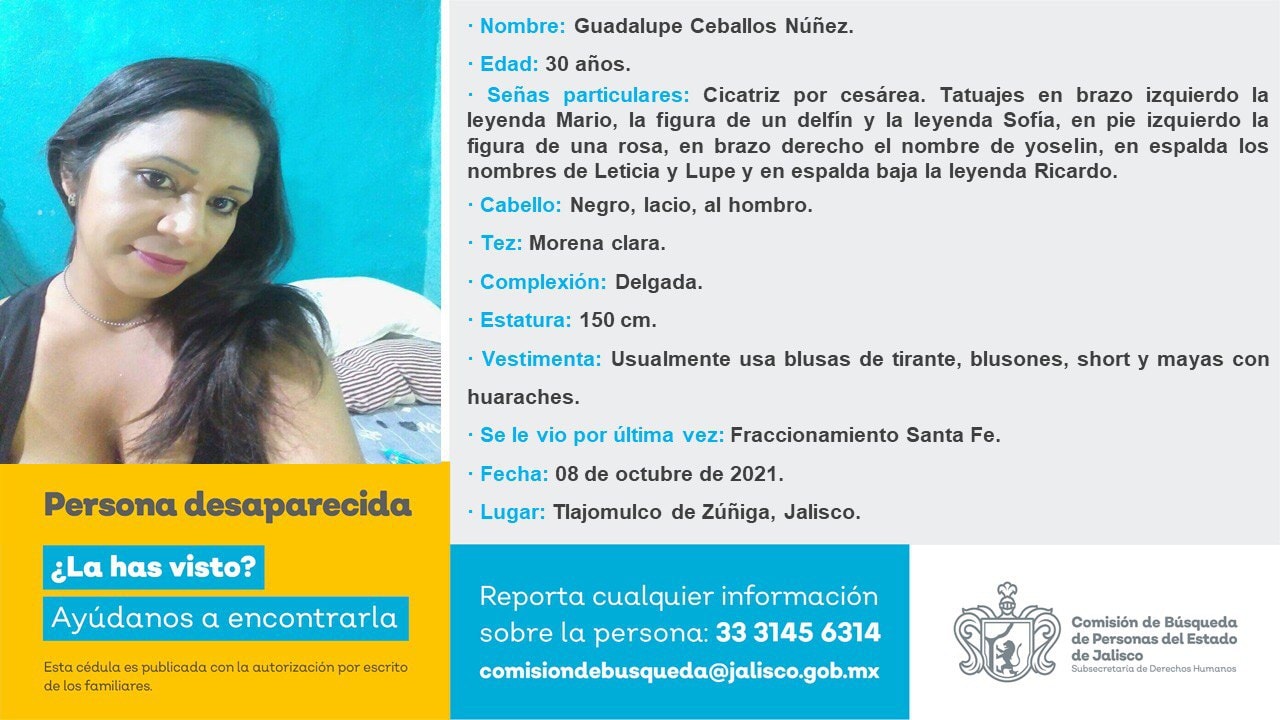 · Nombre: Guadalupe Ceballos Núñez.
· Edad: 30 años.
· Señas particulares: Cicatriz por cesárea. Tatuajes en brazo izquierdo la
leyenda Mario, la figura de un delfín y la leyenda Sofía, en pie izquierdo la
figura de una rosa, en brazo derecho el nombre de yoselin, en espalda los
nombres de Leticia y Lupe y en espalda baja la leyenda Ricardo.
· Cabello: Negro, lacio, al hombro.
· Tez: Morena clara.
· Complexión: Delgada.
· Estatura: 150 cm.
· Vestimenta: Usualmente usa blusas de tirante, blusones, short y mayas con
huaraches.
· Se le vio por última vez: Fraccionamiento Santa Fe.
· Fecha: 08 de octubre de 2021.
· Lugar: Tlajomulco de Zúñiga, Jalisco.
Persona desaparecida
¿La has visto?
Ayúdanos a encontrarla
Esta cédula es publicada con la autorización por escrito
de los familiares.
Reporta cualquier información
sobre la persona: 33 3145 6314
comisiondebusqueda@jalisco.gob.mx
Comisión de Búsqueda
de Personas del Estado
de Jalisco
Subsecretaría de Derechos Humanos